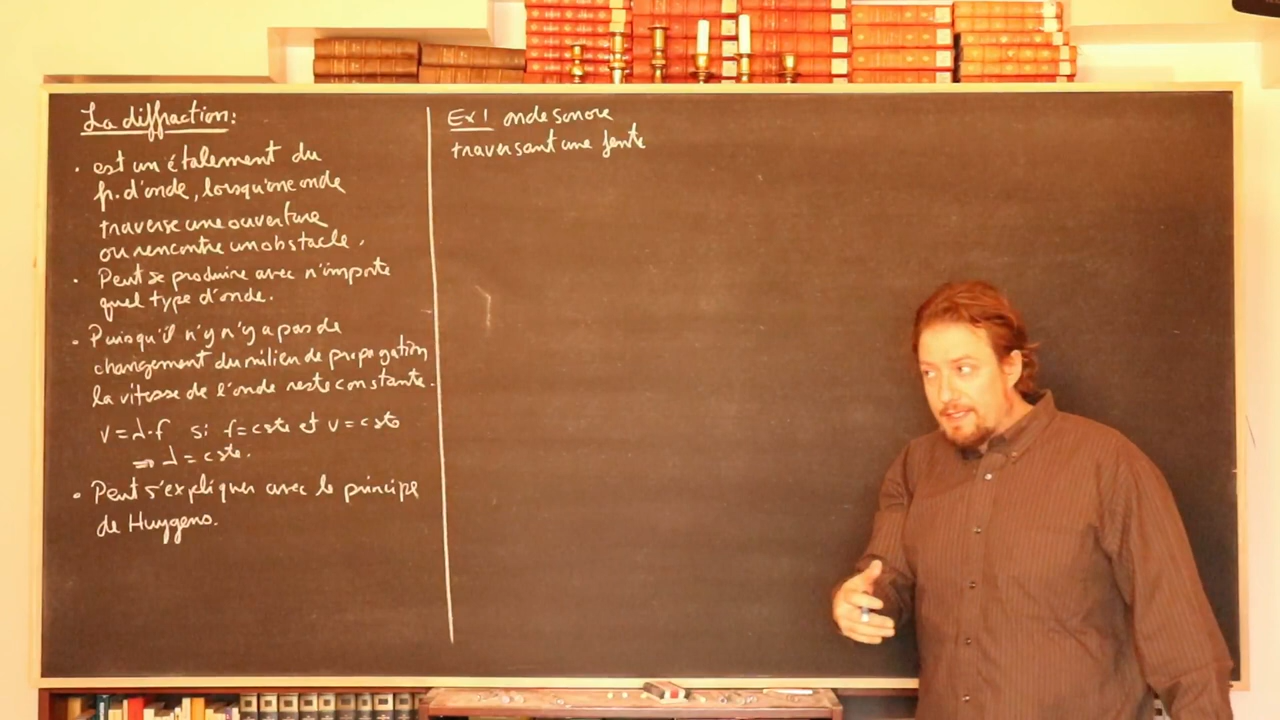 La diffraction:
• est un étalement du
fr. d'onde, lorsqu'une onde
traverse une ouverture
ou rencontre un obstacle.
• Peut se produire avec n'importe
quel type d'onde.
• Puisqu'il n'y n'y a pas de
changement du milieu de propagation
la vitesse de l'onde reste constante.
v = λ·f si f = cste et v = cste
⇒ λ = cste.
• Peut s'expliquer avec le principe
de Huygens.
Ex 1 onde sonore
traversant une fente